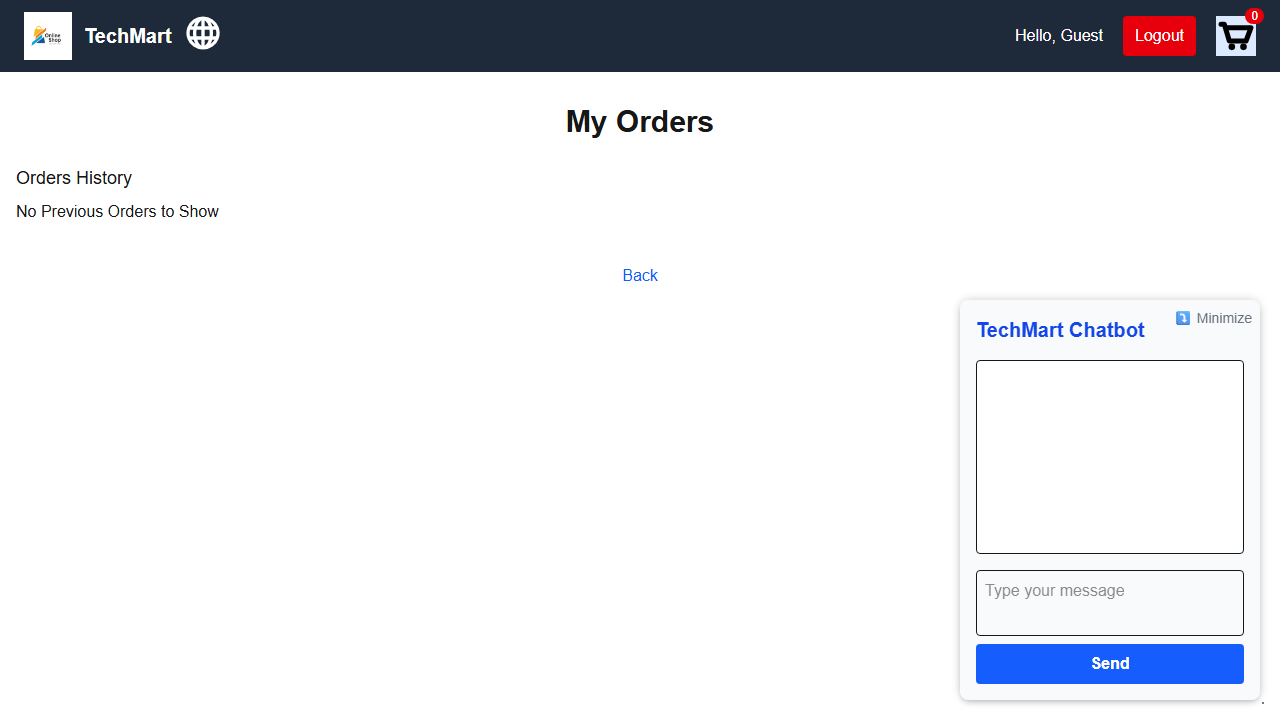 Online
Shop
TechMart
Hello, Guest
Logout
0
My Orders
Orders History
No Previous Orders to Show
Back
TechMart Chatbot
Minimize
Type your message
Send
.